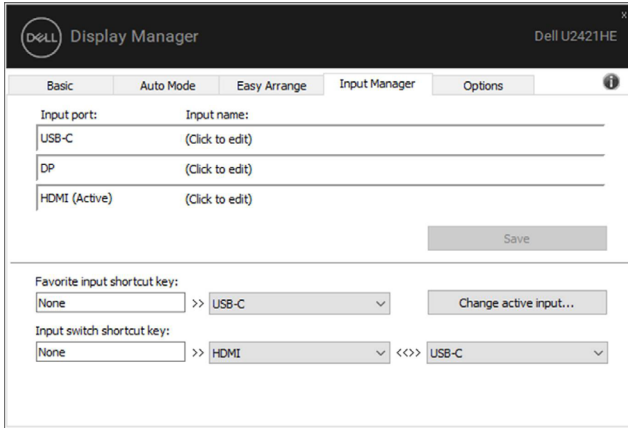 x
DELL Display Manager Dell U2421HE
Basic Auto Mode Easy Arrange Input Manager Options i
Input port: Input name:
USB-C (Click to edit)
DP (Click to edit)
HDMI (Active) (Click to edit)
Save
Favorite input shortcut key:
None >> USB-C Change active input...
Input switch shortcut key:
None >> HDMI <<>> USB-C